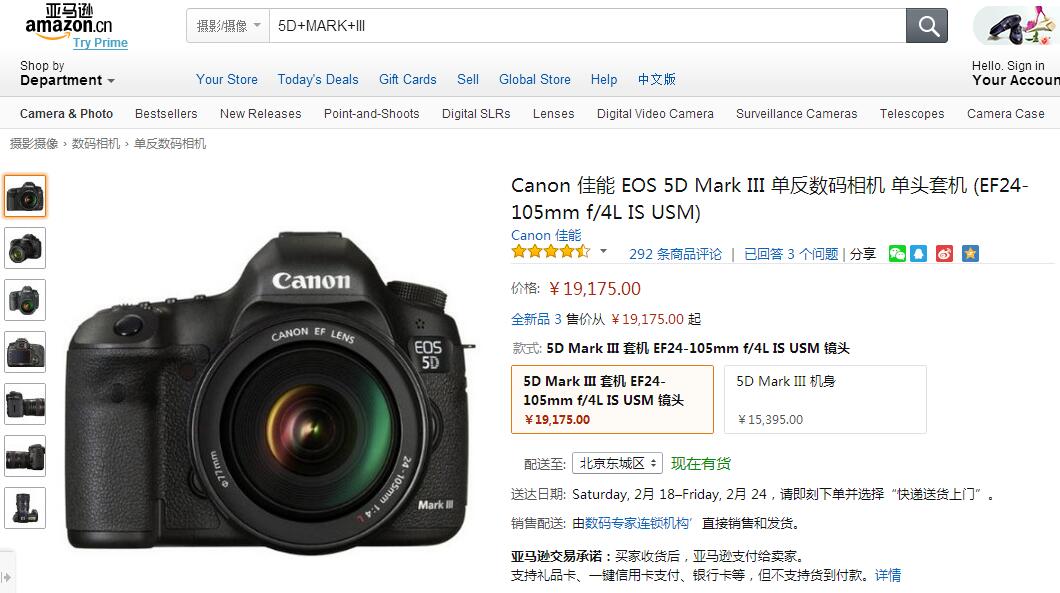 亚马逊
amazon.cn
Try Prime
摄影/摄像
5D+MARK+III
Shop by
Department
Your Store Today's Deals Gift Cards Sell Global Store Help 中文版
Hello. Sign in
Your Accoun
Camera & Photo Bestsellers New Releases Point-and-Shoots Digital SLRs Lenses Digital Video Camera Surveillance Cameras Telescopes Camera Case
摄影摄像 › 数码相机 › 单反数码相机
Canon 佳能 EOS 5D Mark III 单反数码相机 单头套机 (EF24-
105mm f/4L IS USM)
Canon 佳能
292 条商品评论 | 已回答 3 个问题 | 分享
价格: ￥19,175.00
全新品 3 售价从 ￥19,175.00 起
款式: 5D Mark III 套机 EF24-105mm f/4L IS USM 镜头
5D Mark III 套机 EF24-
105mm f/4L IS USM 镜头
￥19,175.00
5D Mark III 机身
￥15,395.00
配送至: 北京东城区 现在有货
送达日期: Saturday, 2月 18–Friday, 2月 24，请即刻下单并选择“快递送货上门”。
销售配送: 由数码专家连锁机构’ 直接销售和发货。
亚马逊交易承诺：买家收货后，亚马逊支付给卖家。
支持礼品卡、一键信用卡支付、银行卡等，但不支持货到付款。详情
Canon
CANON EF LENS
EOS
5D
Ф77mm
24-105mm 1:4 L
Mark III